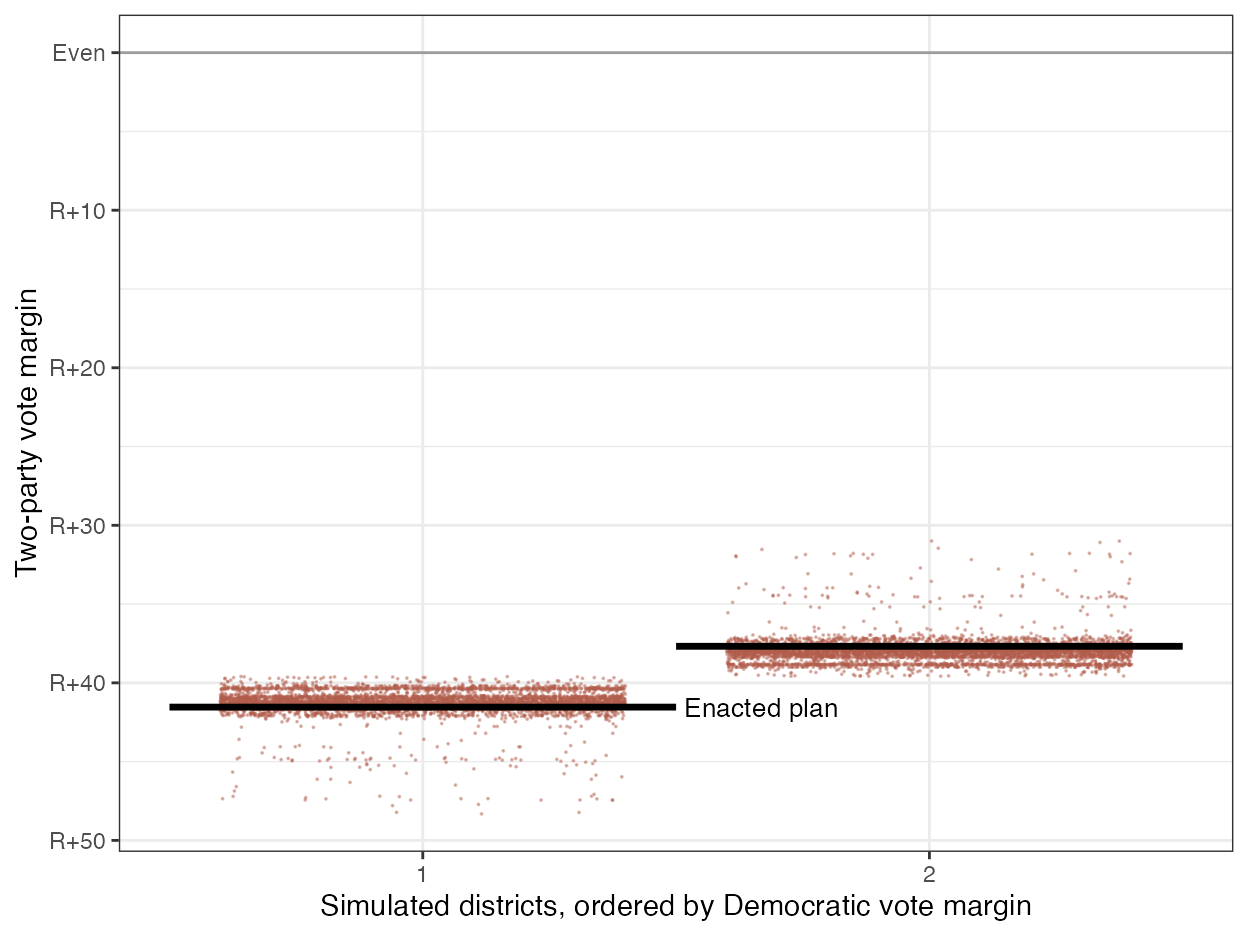 Two-party vote margin
Even
R+10
R+20
R+30
R+40
R+50
Enacted plan
1
2
Simulated districts, ordered by Democratic vote margin